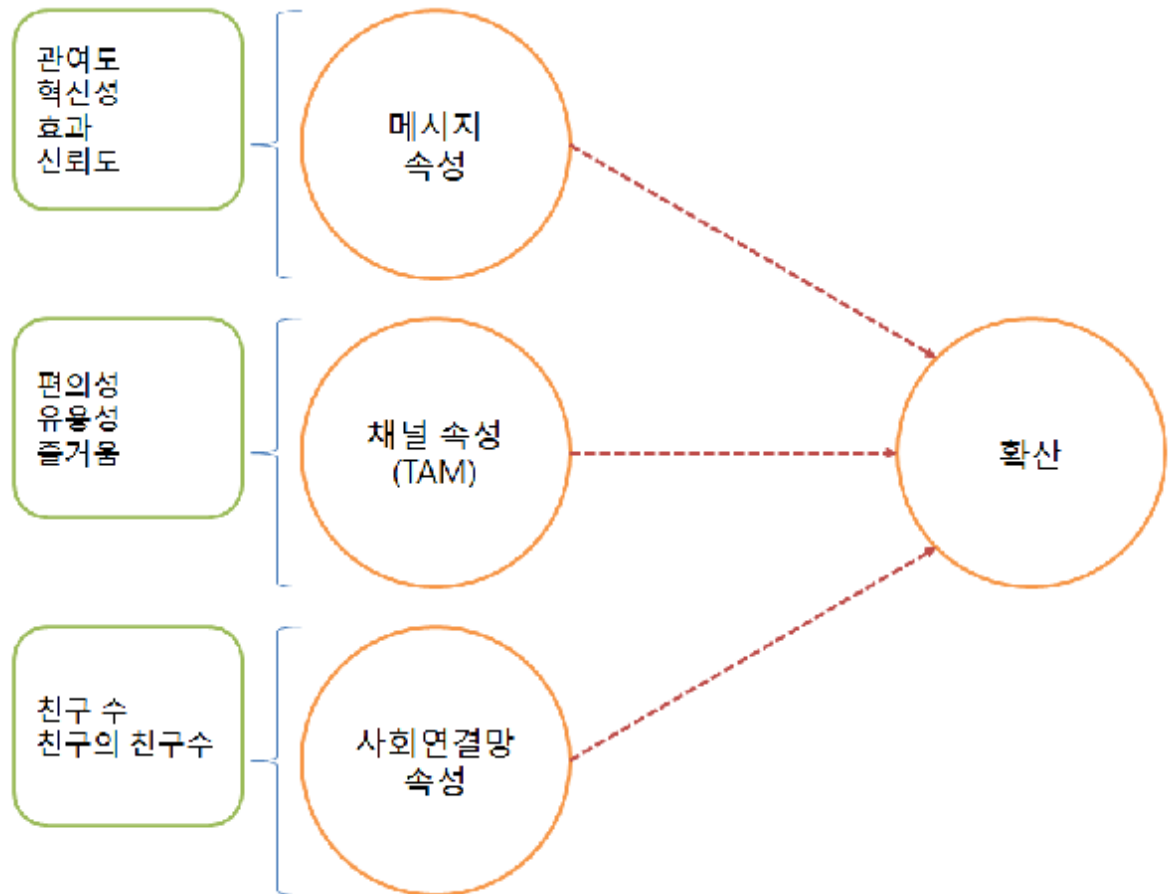 관여도
혁신성
효과
신뢰도
메시지
속성
편의성
유용성
즐거움
채널 속성
(TAM)
확산
친구 수
친구의 친구수
사회연결망
속성